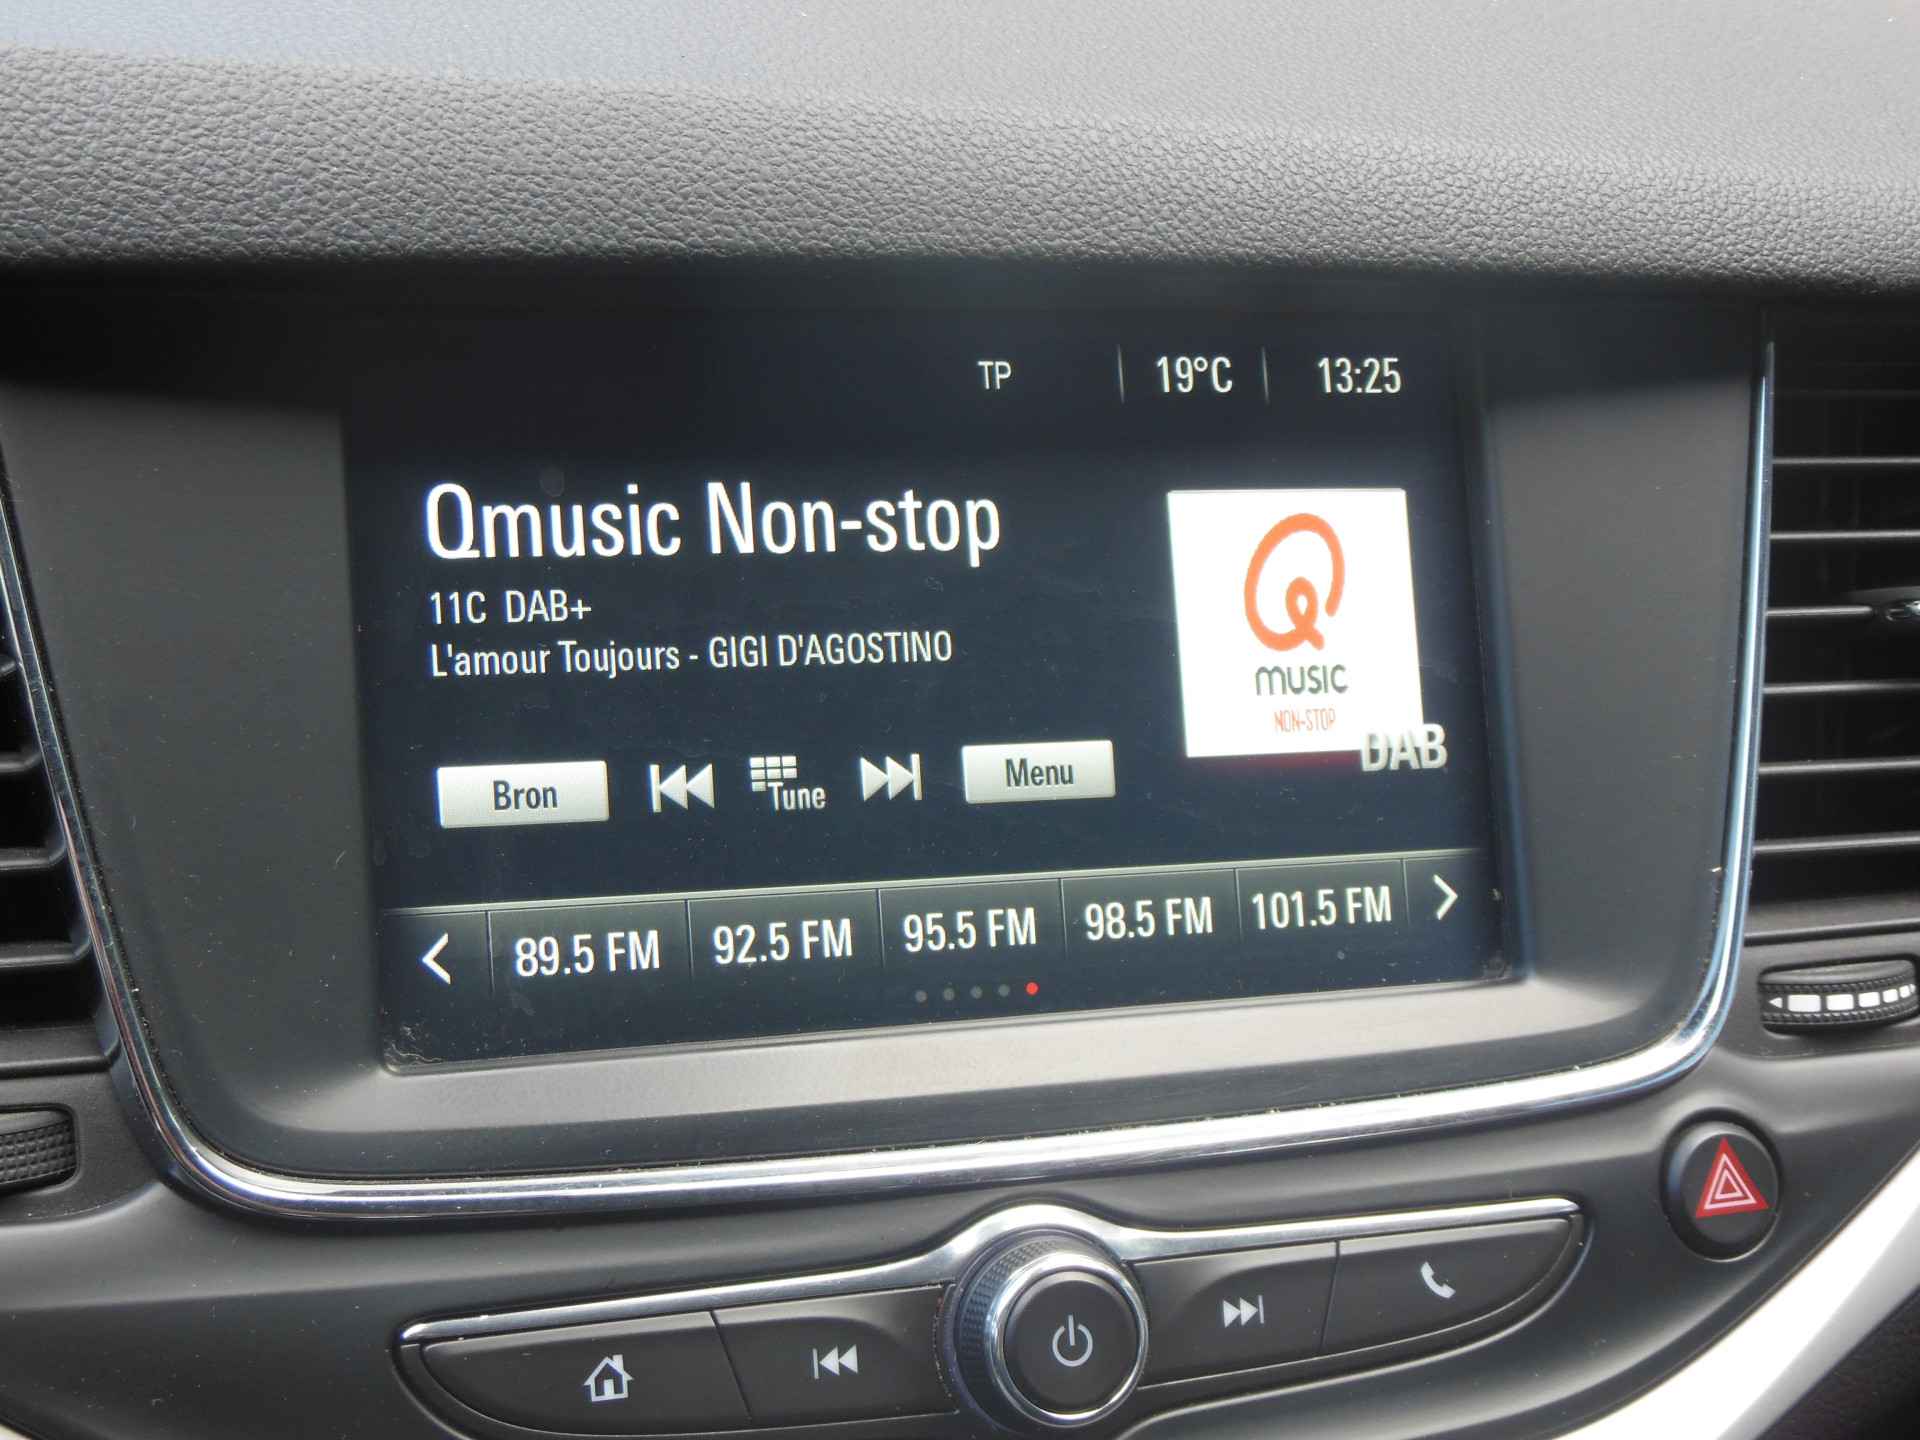 TP 19°C 13:25
Qmusic Non-stop
11C DAB+
L'amour Toujours - GIGI D'AGOSTINO
Q
music
NON-STOP
DAB
Bron Tune Menu
89.5 FM 92.5 FM 95.5 FM 98.5 FM 101.5 FM